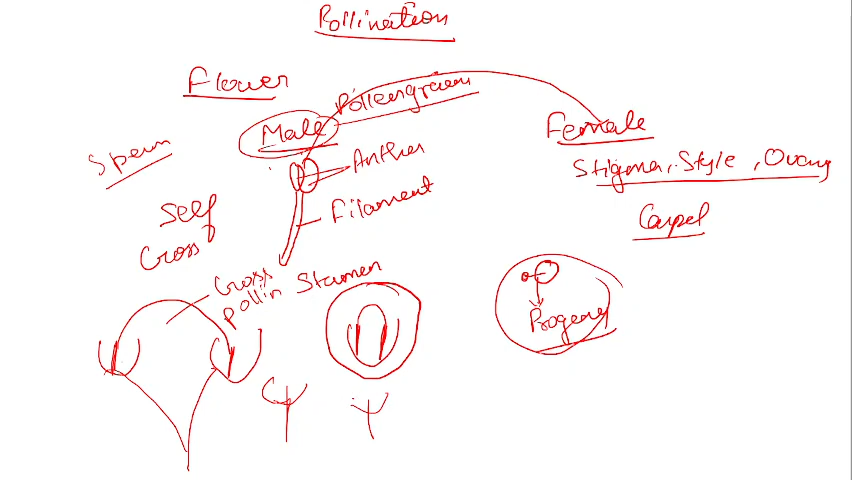 Pollination
Flower
Pollengrain
Male
Female
Sperm
Anther
Stigma, Style, Ovary
Filament
Self
Carpel
Cross
Cross
pollin
Stamen
Progeny